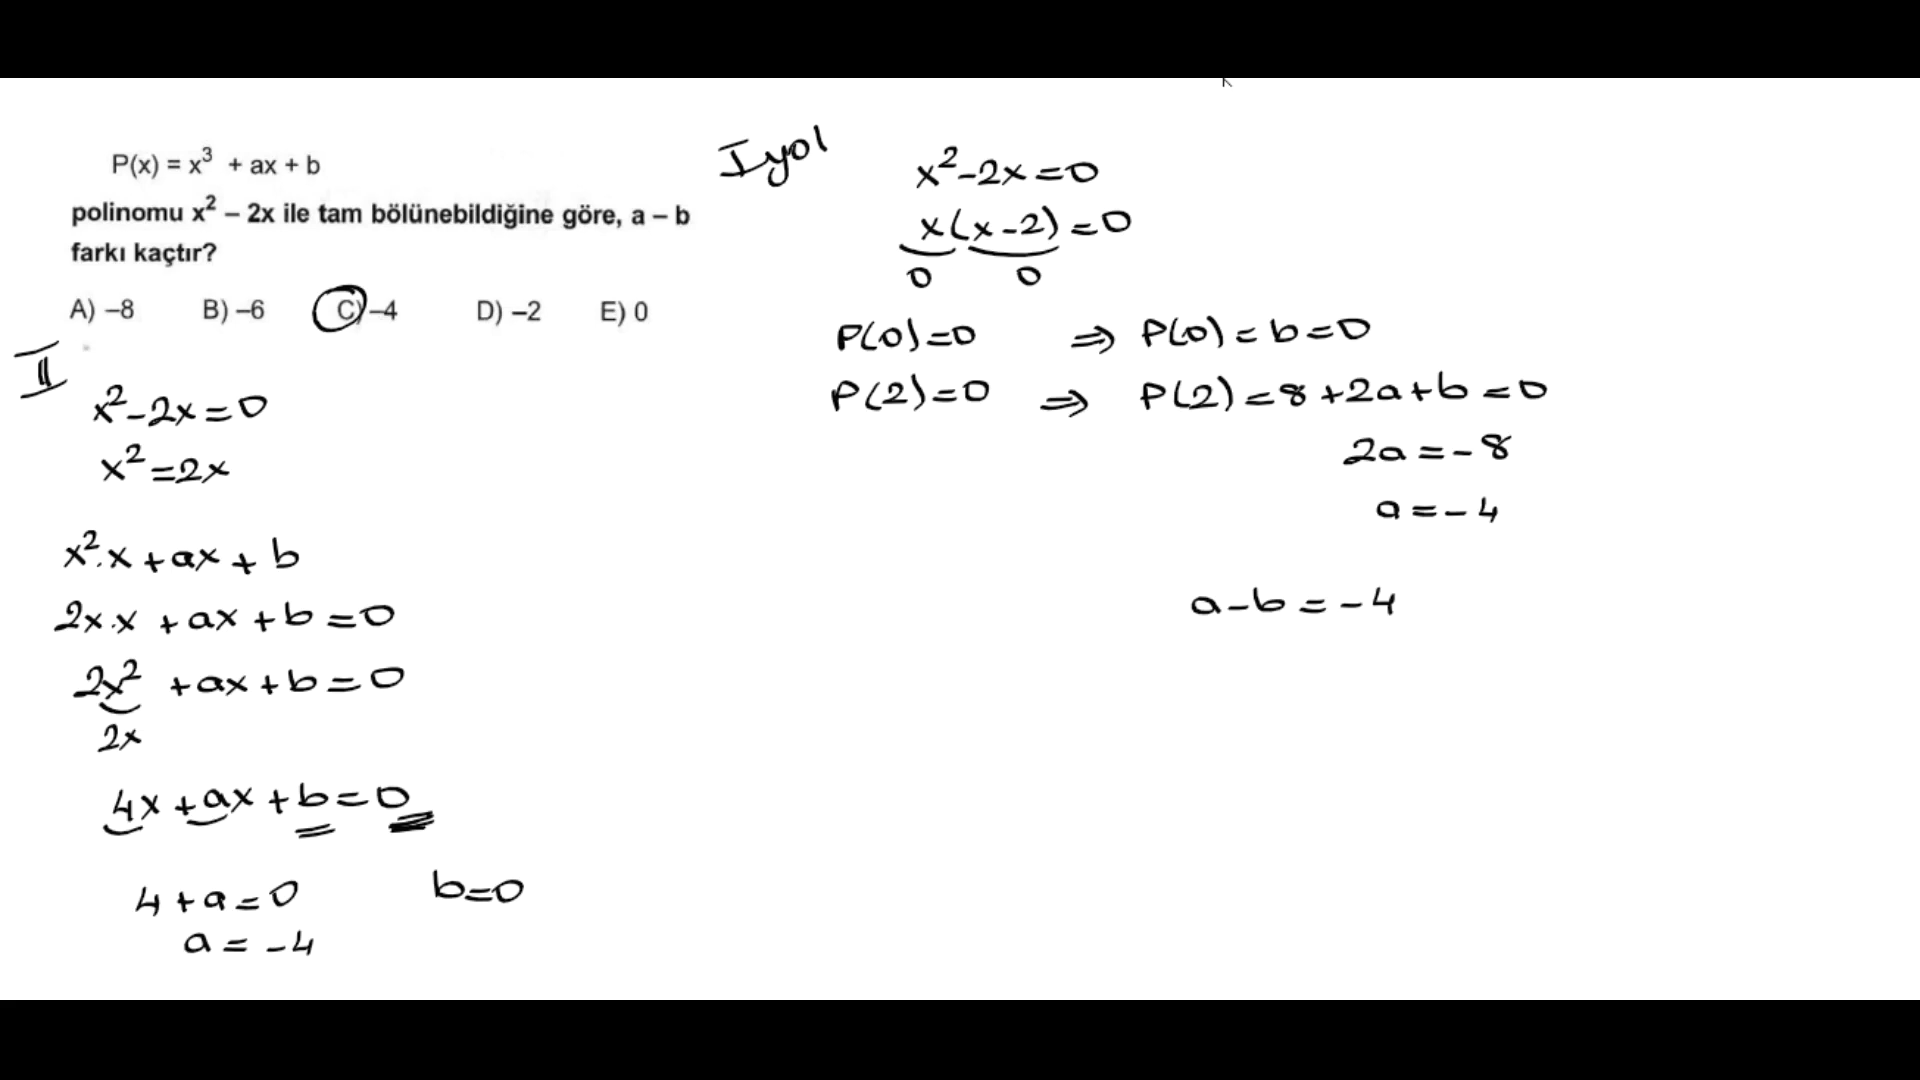 P(x) = x³ + ax + b
polinomu x² – 2x ile tam bölünebildiğine göre, a – b
farkı kaçtır?
A) –8 B) –6 C) –4 D) –2 E) 0
I yol
x²-2x=0
x(x-2)=0
0 0
P(0)=0 ⇒ P(0)=b=0
P(2)=0 ⇒ P(2)=8+2a+b=0
2a=-8
a=-4
a-b=-4
II
x²-2x=0
x²=2x
x².x+ax+b
2x.x+ax+b=0
2x²+ax+b=0
2x
4x+ax+b=0
4+a=0 b=0
a=-4